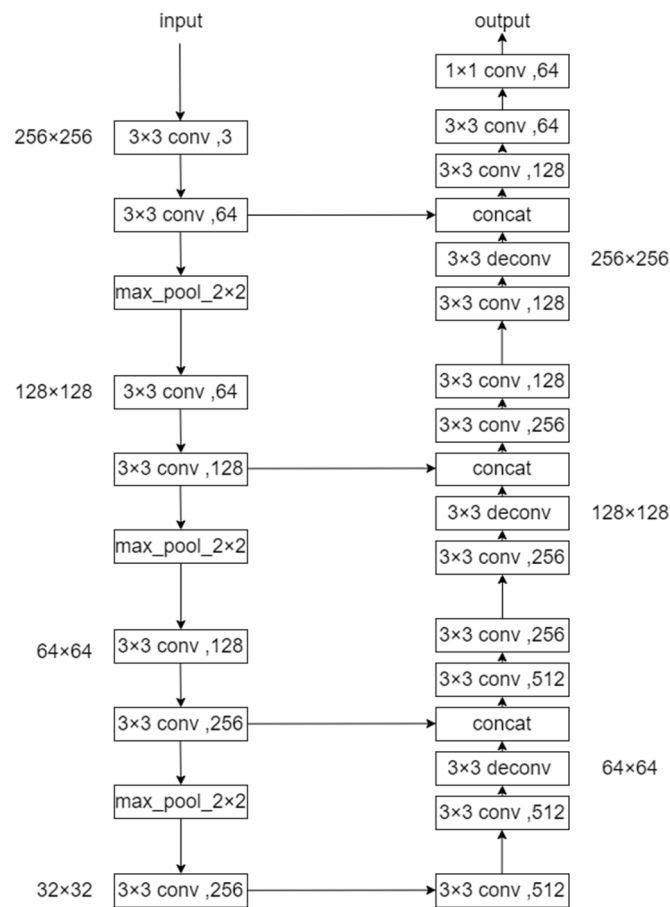 input
256×256
3×3 conv ,3
3×3 conv ,64
max_pool_2×2
128×128
3×3 conv ,64
3×3 conv ,128
max_pool_2×2
64×64
3×3 conv ,128
3×3 conv ,256
max_pool_2×2
32×32
3×3 conv ,256
output
1×1 conv ,64
3×3 conv ,64
3×3 conv ,128
concat
3×3 deconv
256×256
3×3 conv ,128
3×3 conv ,128
3×3 conv ,256
concat
3×3 deconv
128×128
3×3 conv ,256
3×3 conv ,256
3×3 conv ,512
concat
3×3 deconv
64×64
3×3 conv ,512
3×3 conv ,512